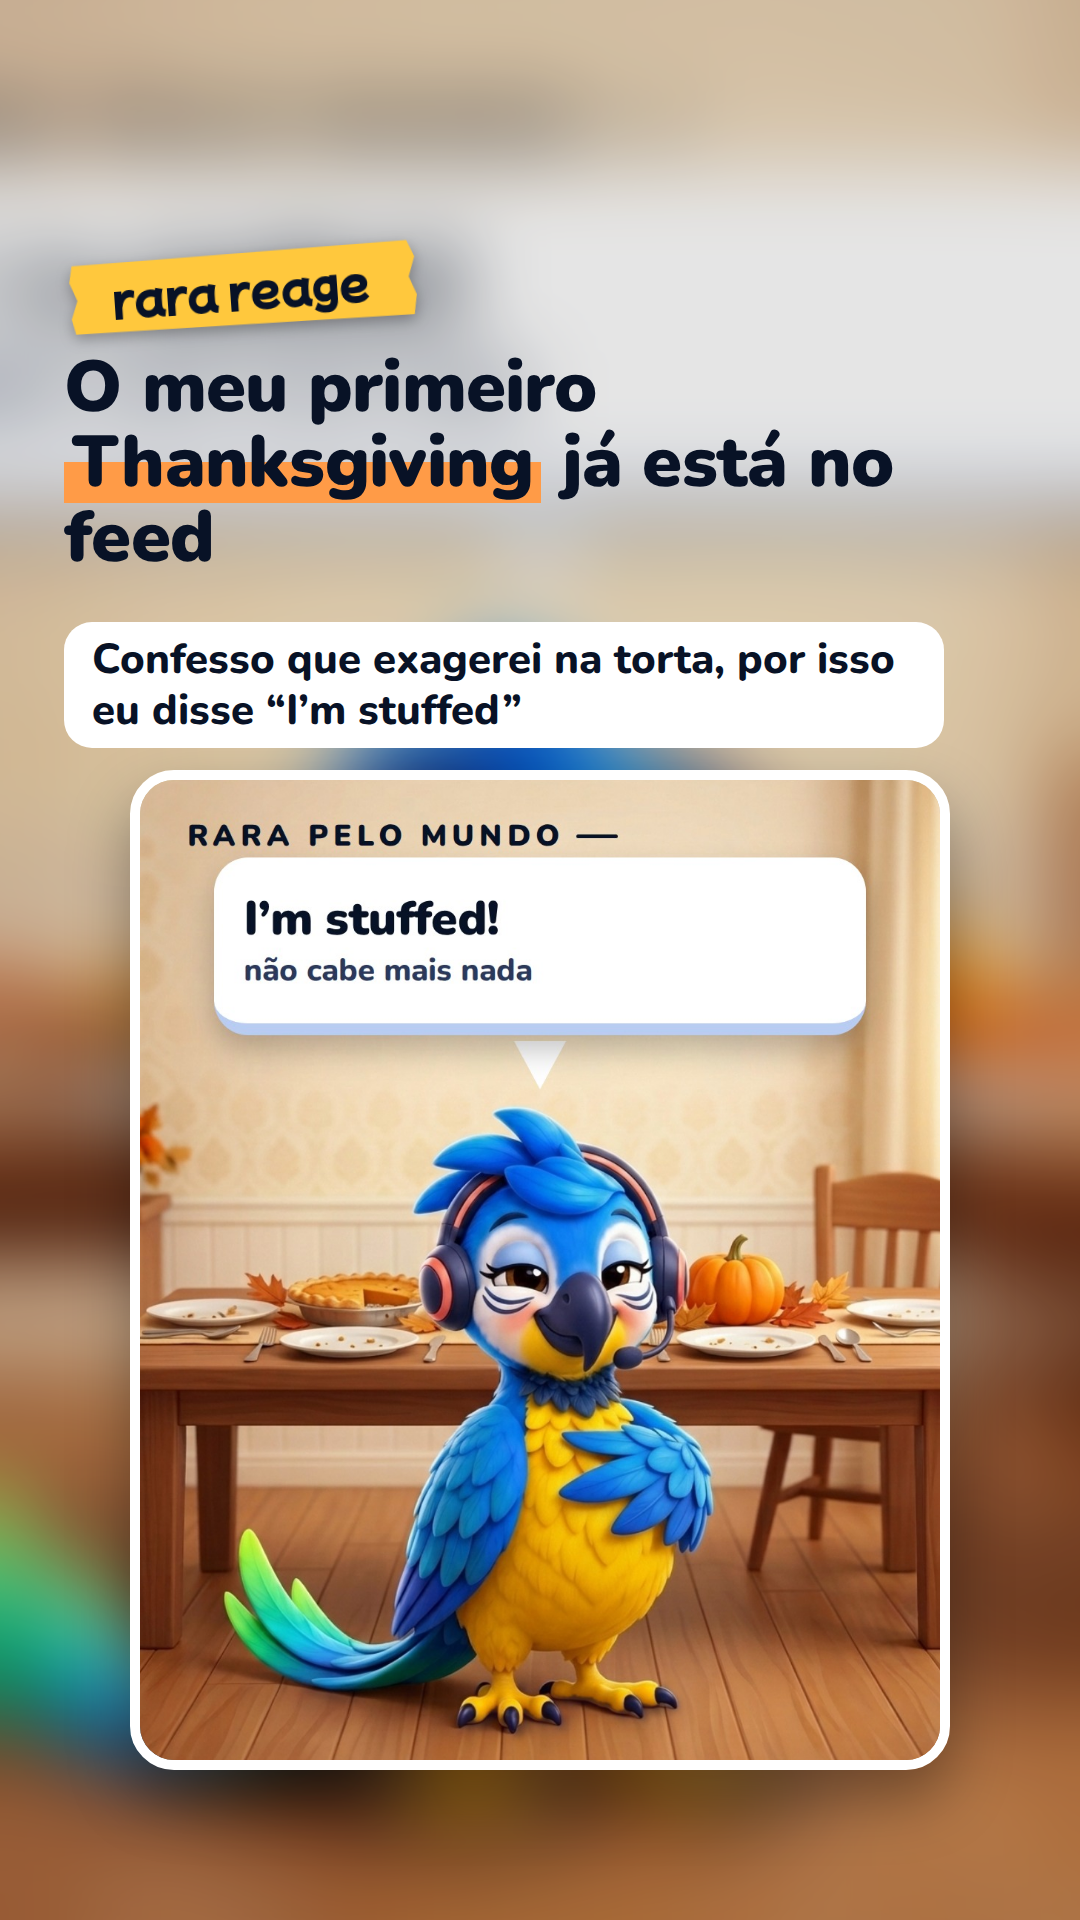 rara reage
O meu primeiro
Thanksgiving já está no
feed
Confesso que exagerei na torta, por isso
eu disse “I’m stuffed”
RARA PELO MUNDO —
I’m stuffed!
não cabe mais nada